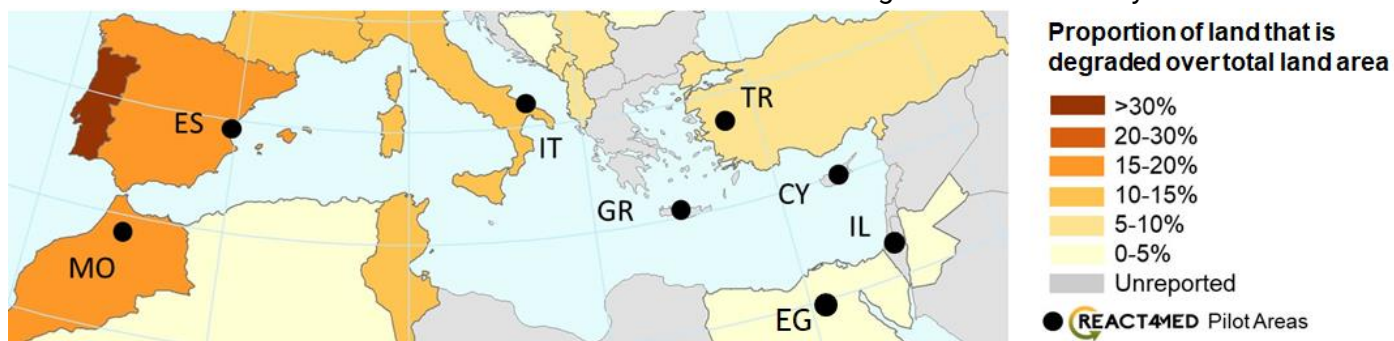 Proportion of land that is
degraded over total land area
>30%
20-30%
15-20%
10-15%
5-10%
0-5%
Unreported
REACT4MED Pilot Areas
ES
IT
TR
GR
CY
IL
MO
EG